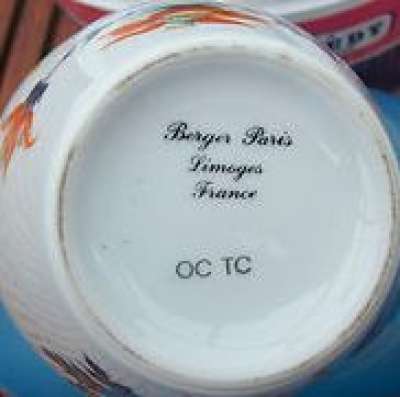 Berger Paris
Limoges
France
OC TC